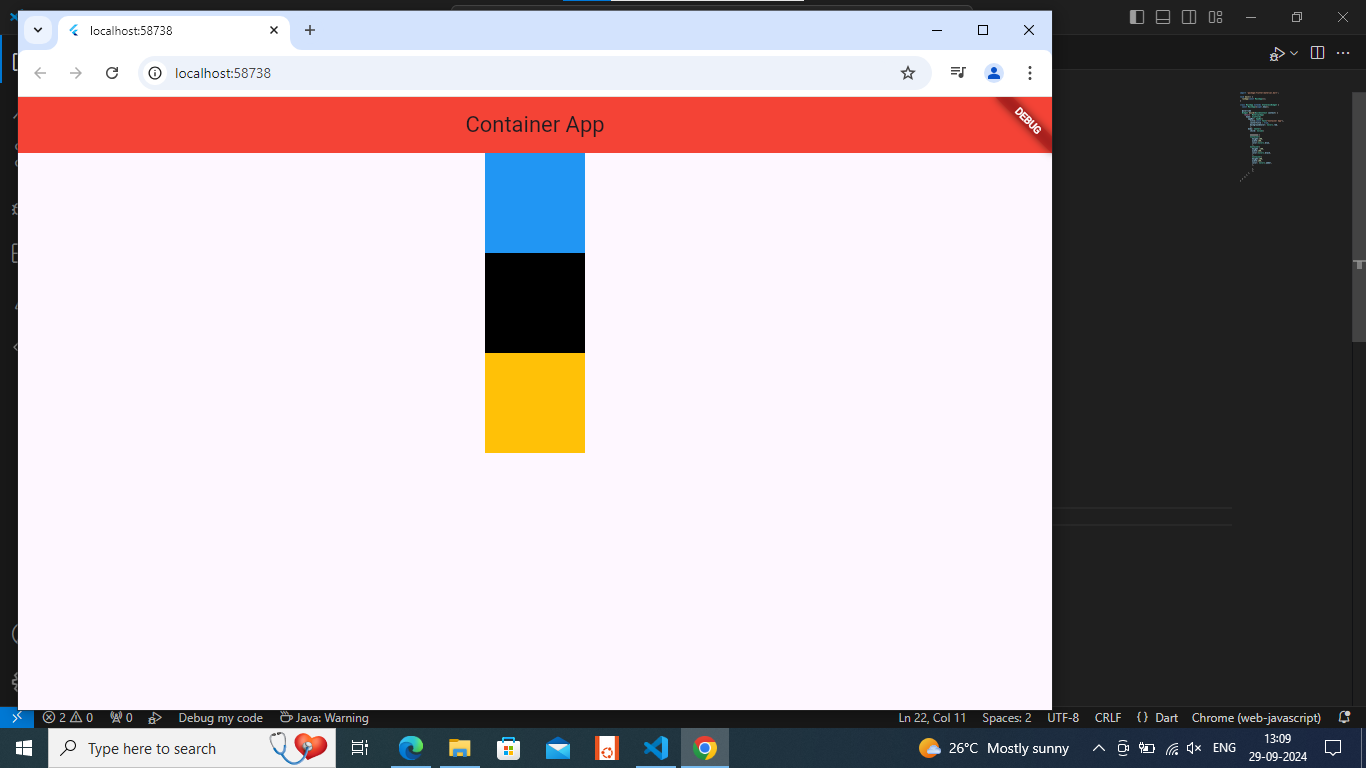 localhost:58738
localhost:58738
Container App
DEBUG
2 0 0 Debug my code Java: Warning Ln 22, Col 11 Spaces: 2 UTF-8 CRLF {} Dart Chrome (web-javascript)
Type here to search 26°C Mostly sunny ENG 13:09
29-09-2024